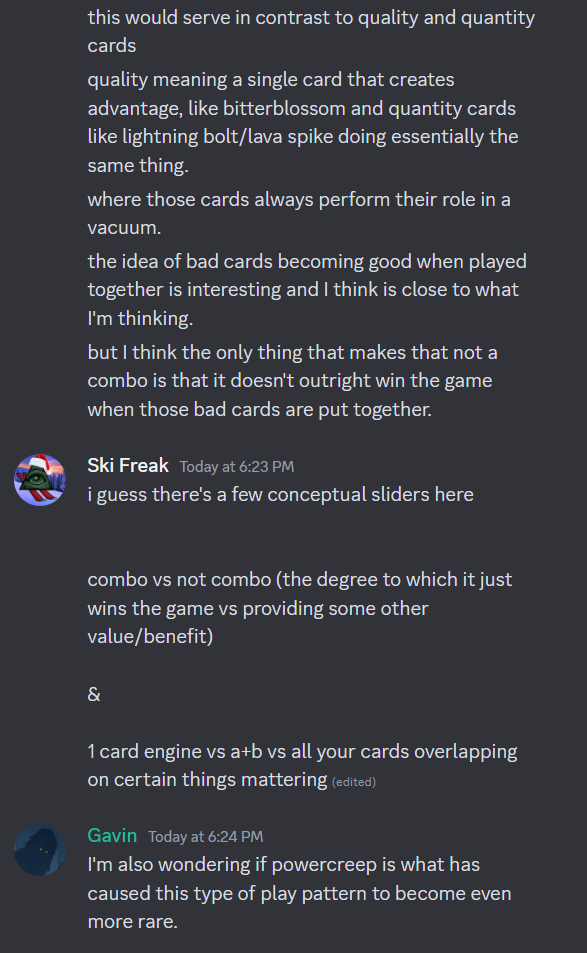 this would serve in contrast to quality and quantity
cards
quality meaning a single card that creates
advantage, like bitterblossom and quantity cards
like lightning bolt/lava spike doing essentially the
same thing.
where those cards always perform their role in a
vacuum.
the idea of bad cards becoming good when played
together is interesting and I think is close to what
I'm thinking.
but I think the only thing that makes that not a
combo is that it doesn't outright win the game
when those bad cards are put together.
Ski Freak Today at 6:23 PM
i guess there's a few conceptual sliders here
combo vs not combo (the degree to which it just
wins the game vs providing some other
value/benefit)
&
1 card engine vs a+b vs all your cards overlapping
on certain things mattering (edited)
Gavin Today at 6:24 PM
I'm also wondering if powercreep is what has
caused this type of play pattern to become even
more rare.